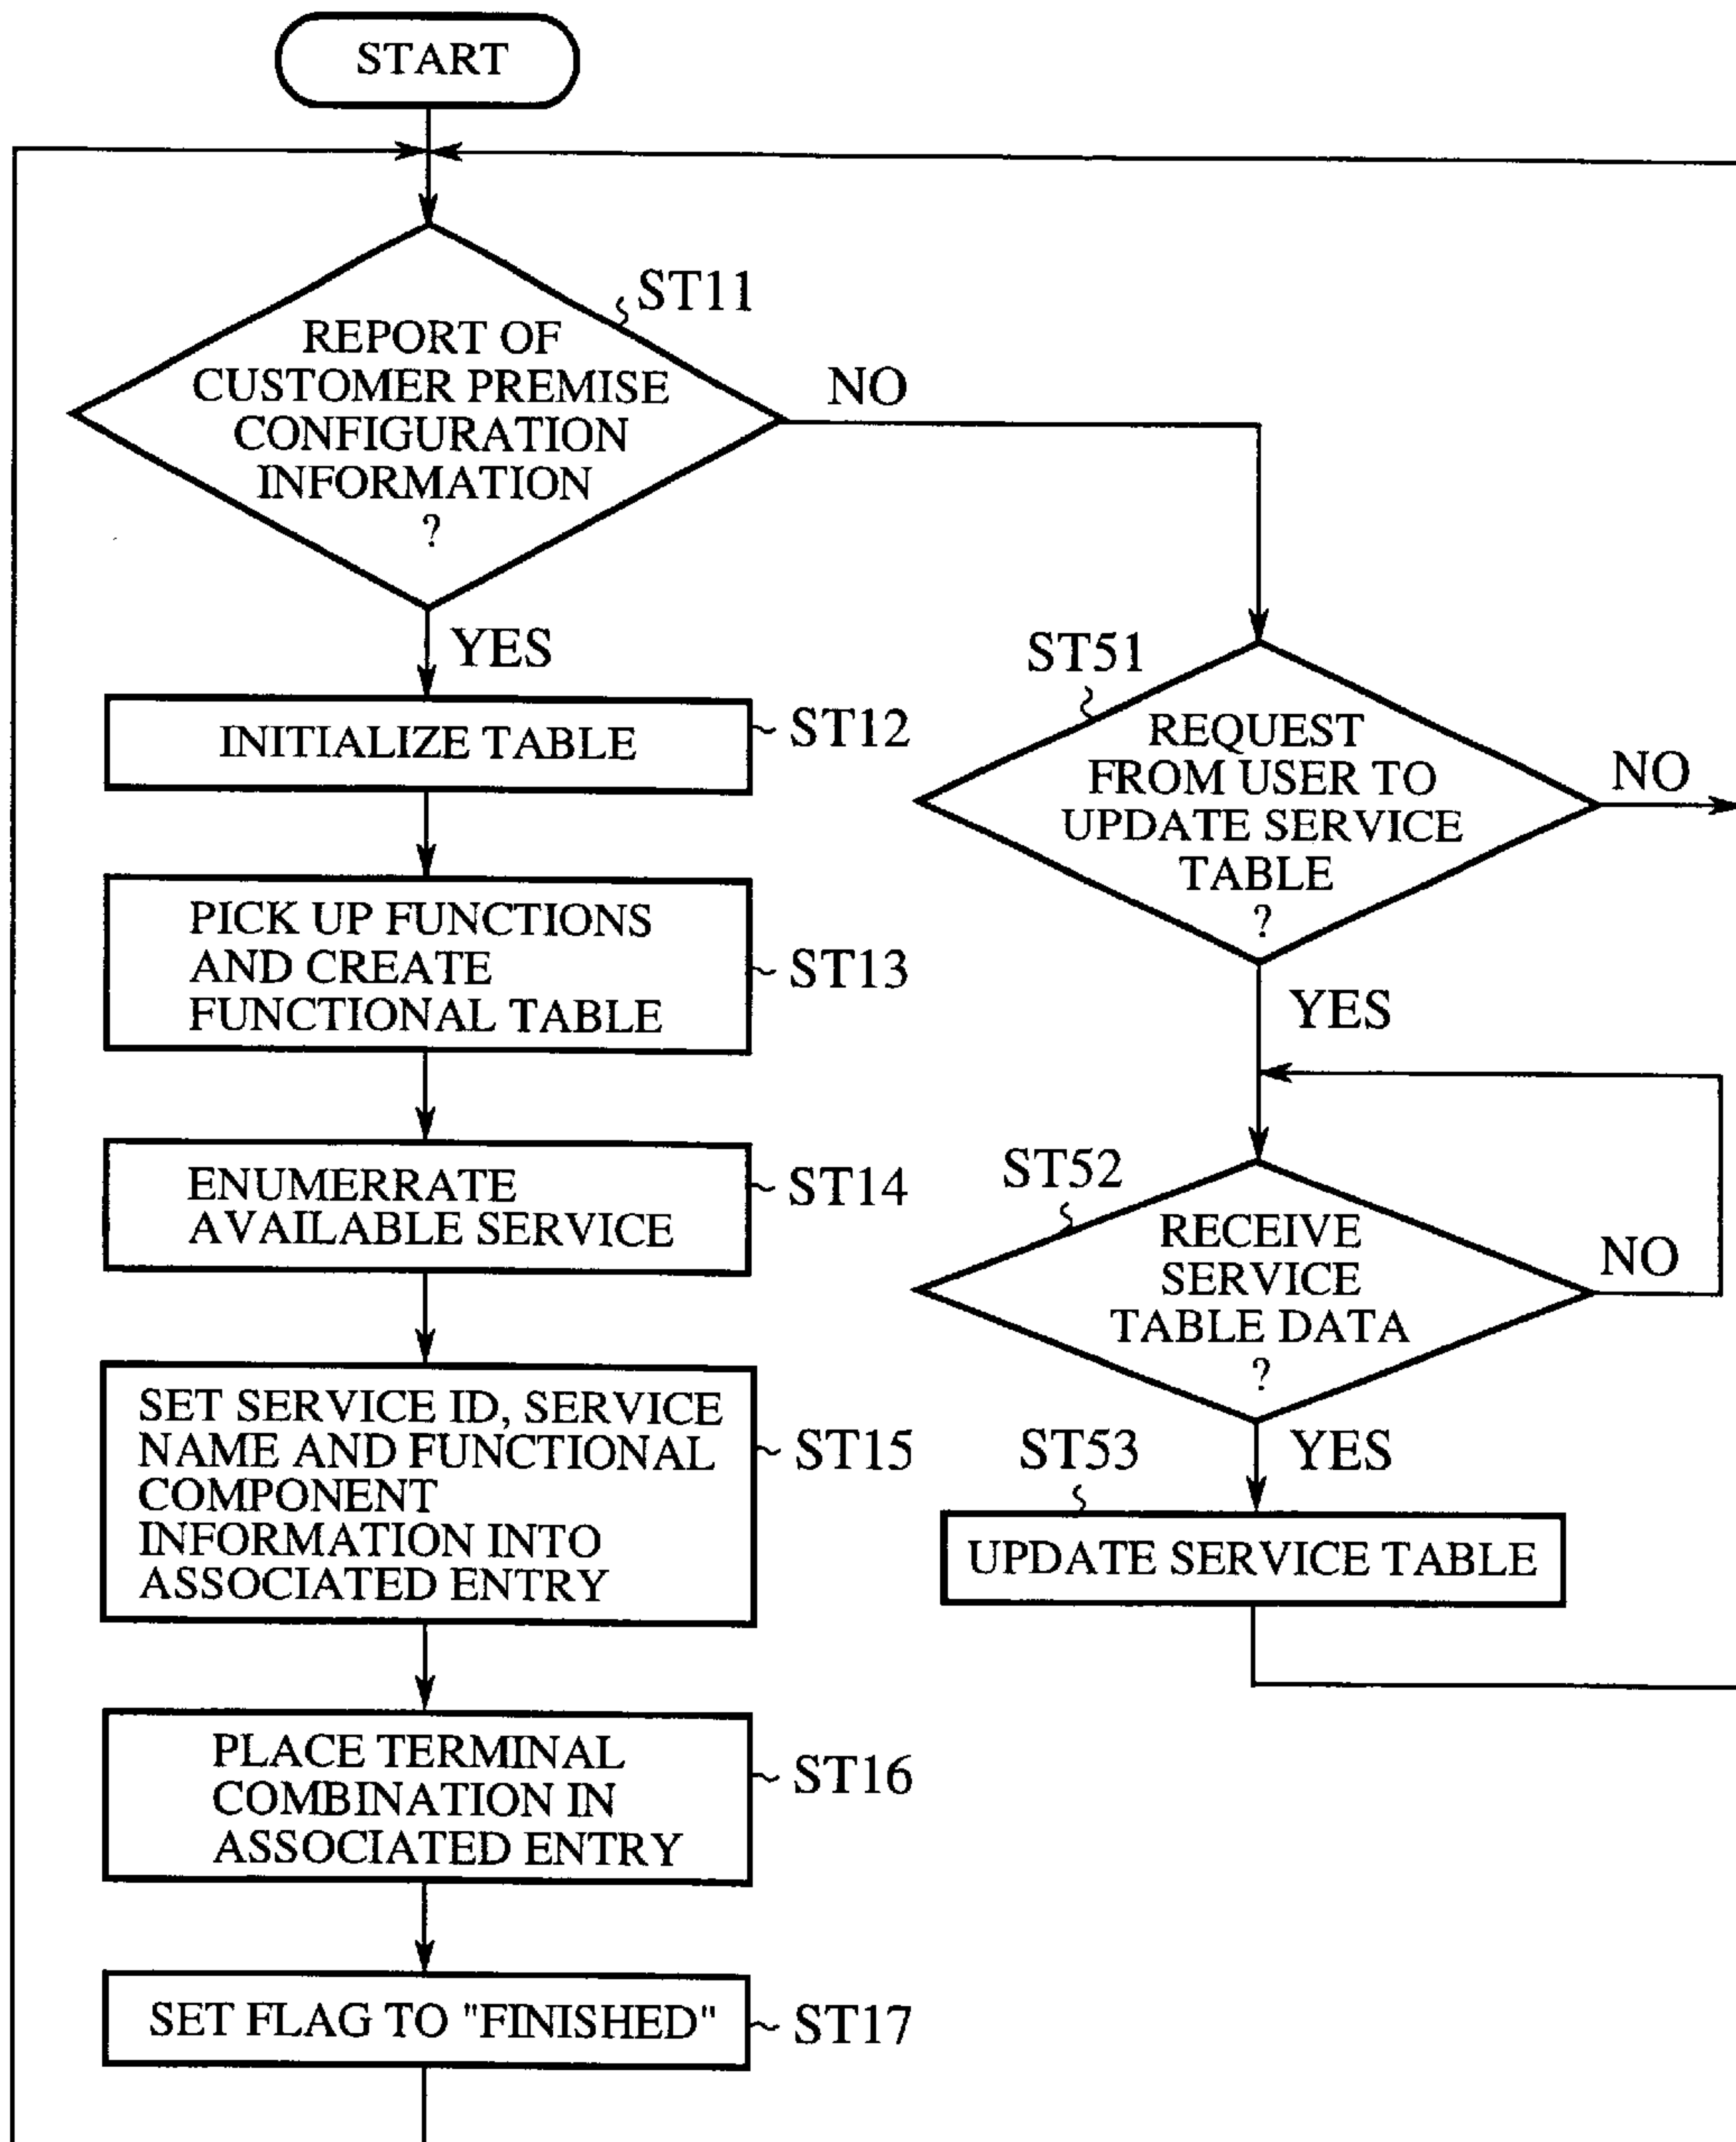 START
ST11
REPORT OF
CUSTOMER PREMISE
CONFIGURATION
INFORMATION
?
NO
YES
INITIALIZE TABLE
ST12
PICK UP FUNCTIONS
AND CREATE
FUNCTIONAL TABLE
ST13
ENUMERRATE
AVAILABLE SERVICE
ST14
SET SERVICE ID, SERVICE
NAME AND FUNCTIONAL
COMPONENT
INFORMATION INTO
ASSOCIATED ENTRY
ST15
PLACE TERMINAL
COMBINATION IN
ASSOCIATED ENTRY
ST16
SET FLAG TO "FINISHED"
ST17
ST51
REQUEST
FROM USER TO
UPDATE SERVICE
TABLE
?
NO
YES
ST52
RECEIVE
SERVICE
TABLE DATA
?
NO
YES
ST53
UPDATE SERVICE TABLE